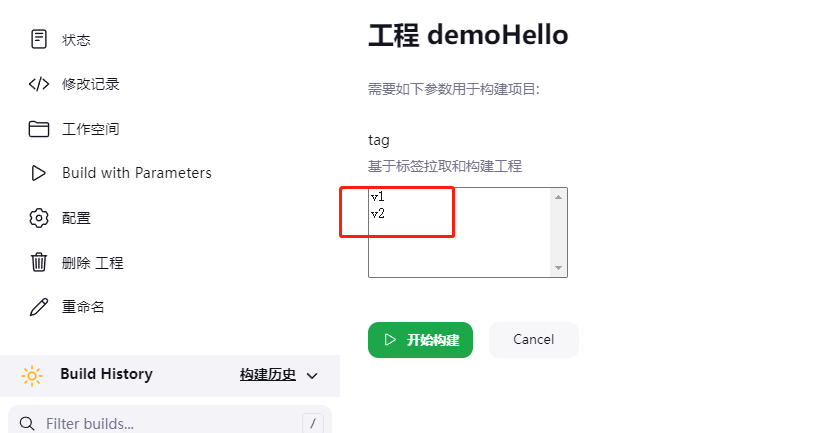 状态
修改记录
工作空间
Build with Parameters
配置
删除 工程
重命名
Build History
构建历史
Filter builds...
/
工程 demoHello
需要如下参数用于构建项目:
tag
基于标签拉取和构建工程
v1
v2
开始构建
Cancel